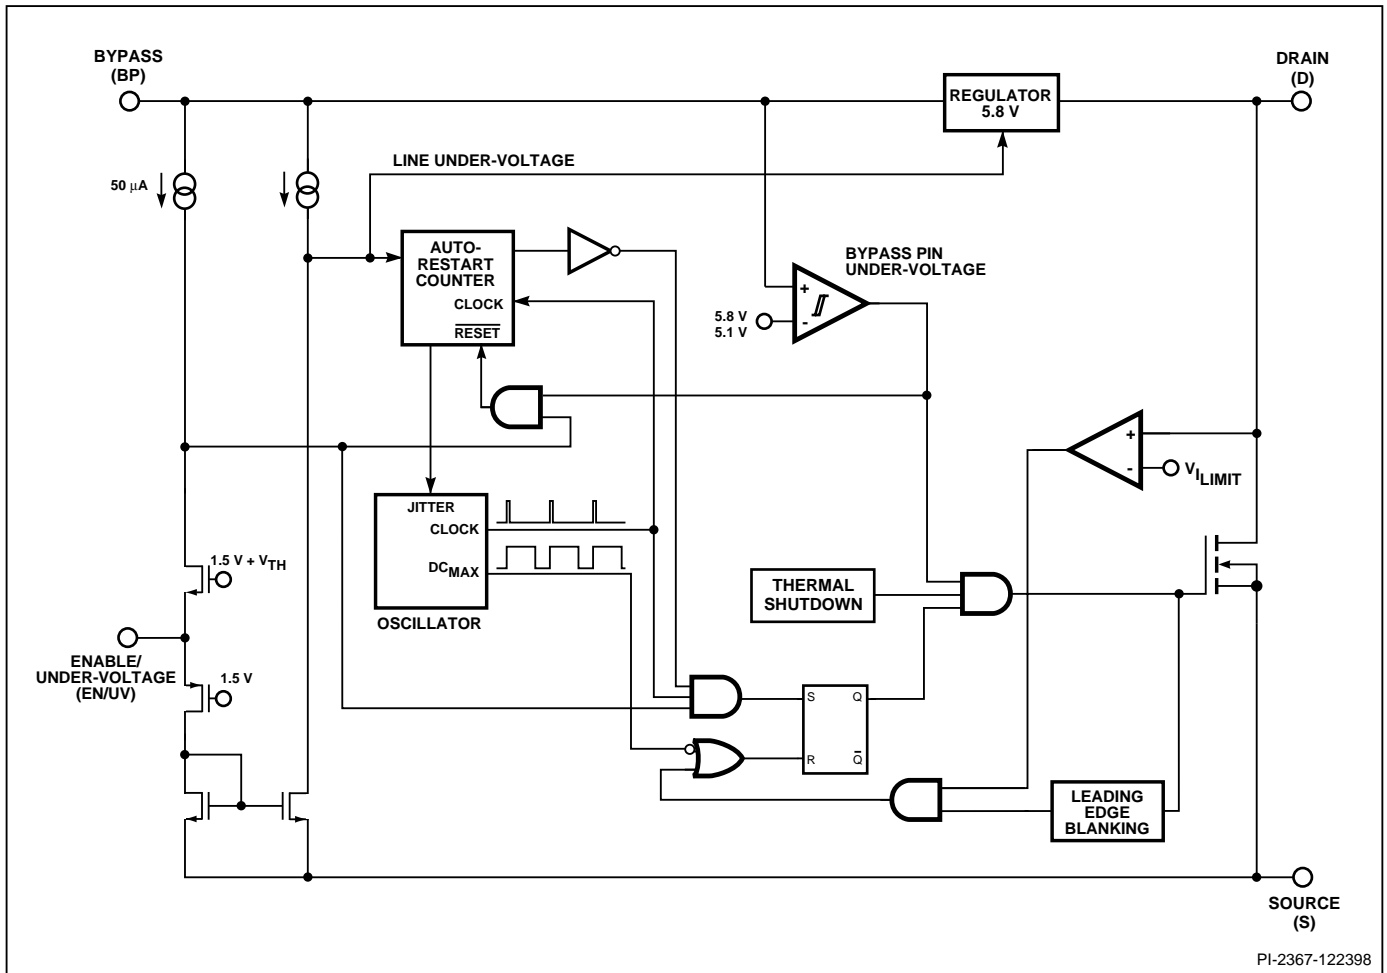 BYPASS
(BP)
DRAIN
(D)
REGULATOR
5.8 V
LINE UNDER-VOLTAGE
50 μA
AUTO-
RESTART
COUNTER
CLOCK
RESET
BYPASS PIN
UNDER-VOLTAGE
+
-
5.8 V
5.1 V
+
-
VILIMIT
JITTER
CLOCK
DCMAX
OSCILLATOR
1.5 V + VTH
THERMAL
SHUTDOWN
ENABLE/
UNDER-VOLTAGE
(EN/UV)
1.5 V
S
Q
R
Q̅
LEADING
EDGE
BLANKING
SOURCE
(S)
PI-2367-122398